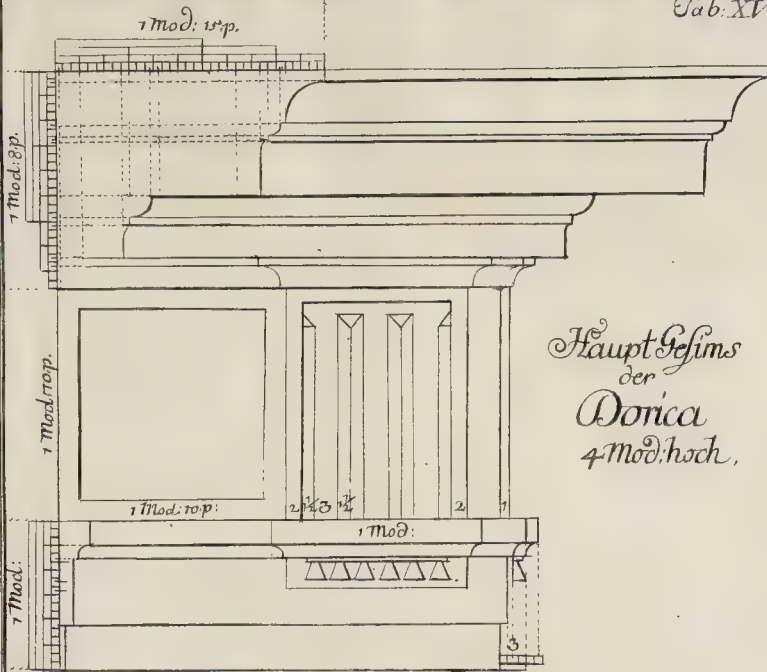 1 Mod: 15.p.
Tab: XV
1 Mod: 8.p.
1 Mod: 10.p.
Haupt Gesims
der
Dorica
4 Mod: hoch,
1 Mod: 10.p:
2 1½ 3 1½ 2 1
1 Mod:
1 Mod:
3